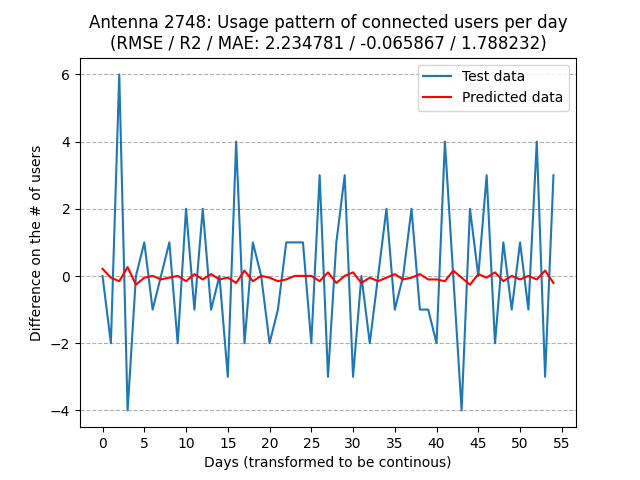 Antenna 2748: Usage pattern of connected users per day
(RMSE / R2 / MAE: 2.234781 / -0.065867 / 1.788232)
Test data
Predicted data
Difference on the # of users
6
4
2
0
−2
−4
0 5 10 15 20 25 30 35 40 45 50 55
Days (transformed to be continous)